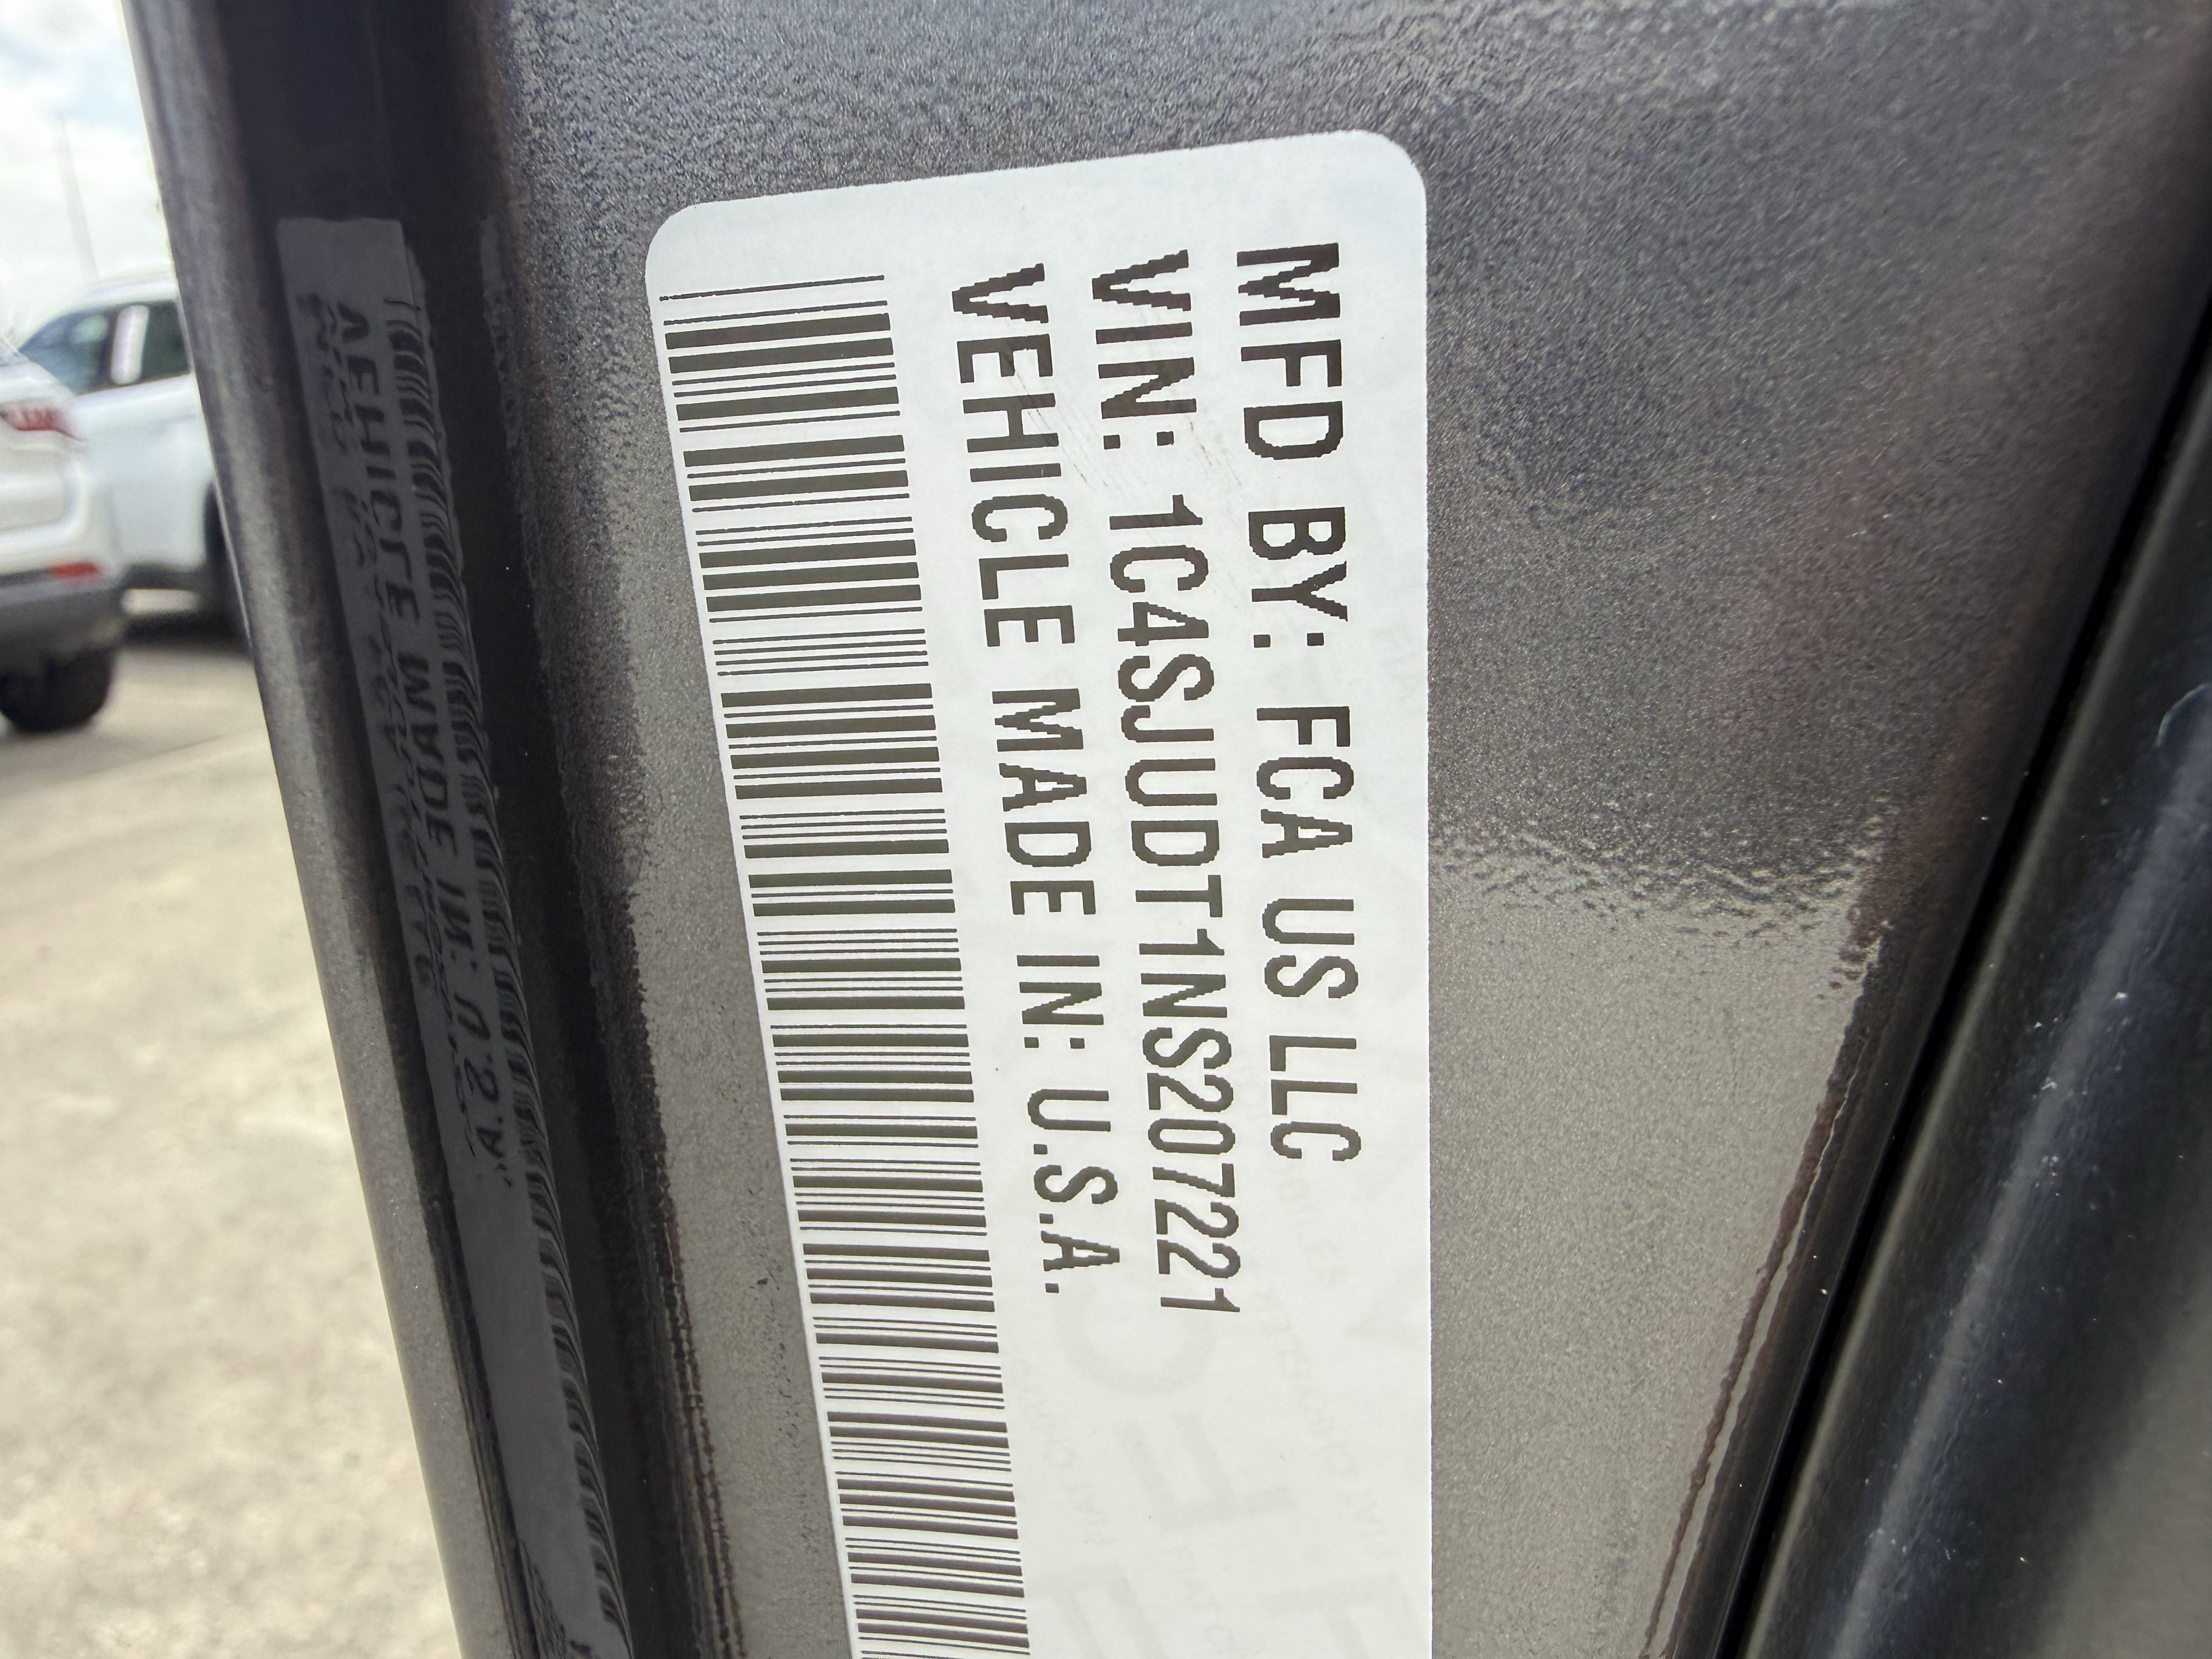 MFD BY: FCA US LLC
VIN: 1C4SJUDT1NS207221
VEHICLE MADE IN: U.S.A.